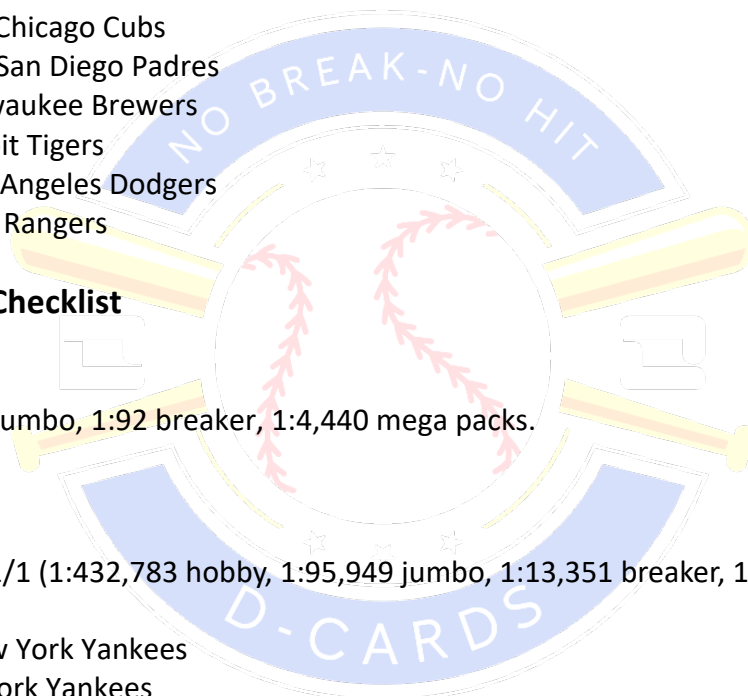 Chicago Cubs
San Diego Padres
waukee Brewers
it Tigers
Angeles Dodgers
Rangers
NO BREAK-NO HIT
Checklist
umbo, 1:92 breaker, 1:4,440 mega packs.
/1 (1:432,783 hobby, 1:95,949 jumbo, 1:13,351 breaker, 1
D-CARDS
w York Yankees
ork Yankees